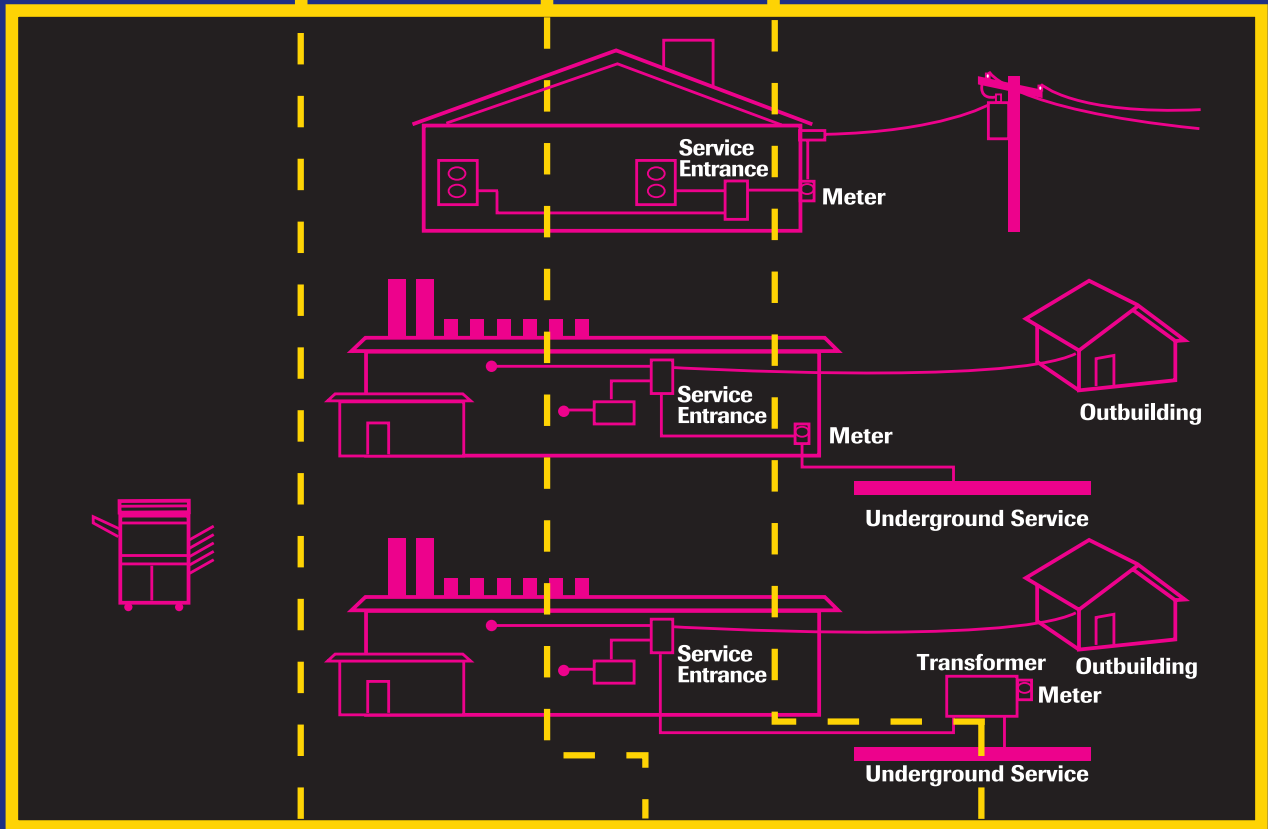 Service
Entrance
Meter
Service
Entrance
Outbuilding
Meter
Underground Service
Service
Entrance
Transformer
Outbuilding
Meter
Underground Service